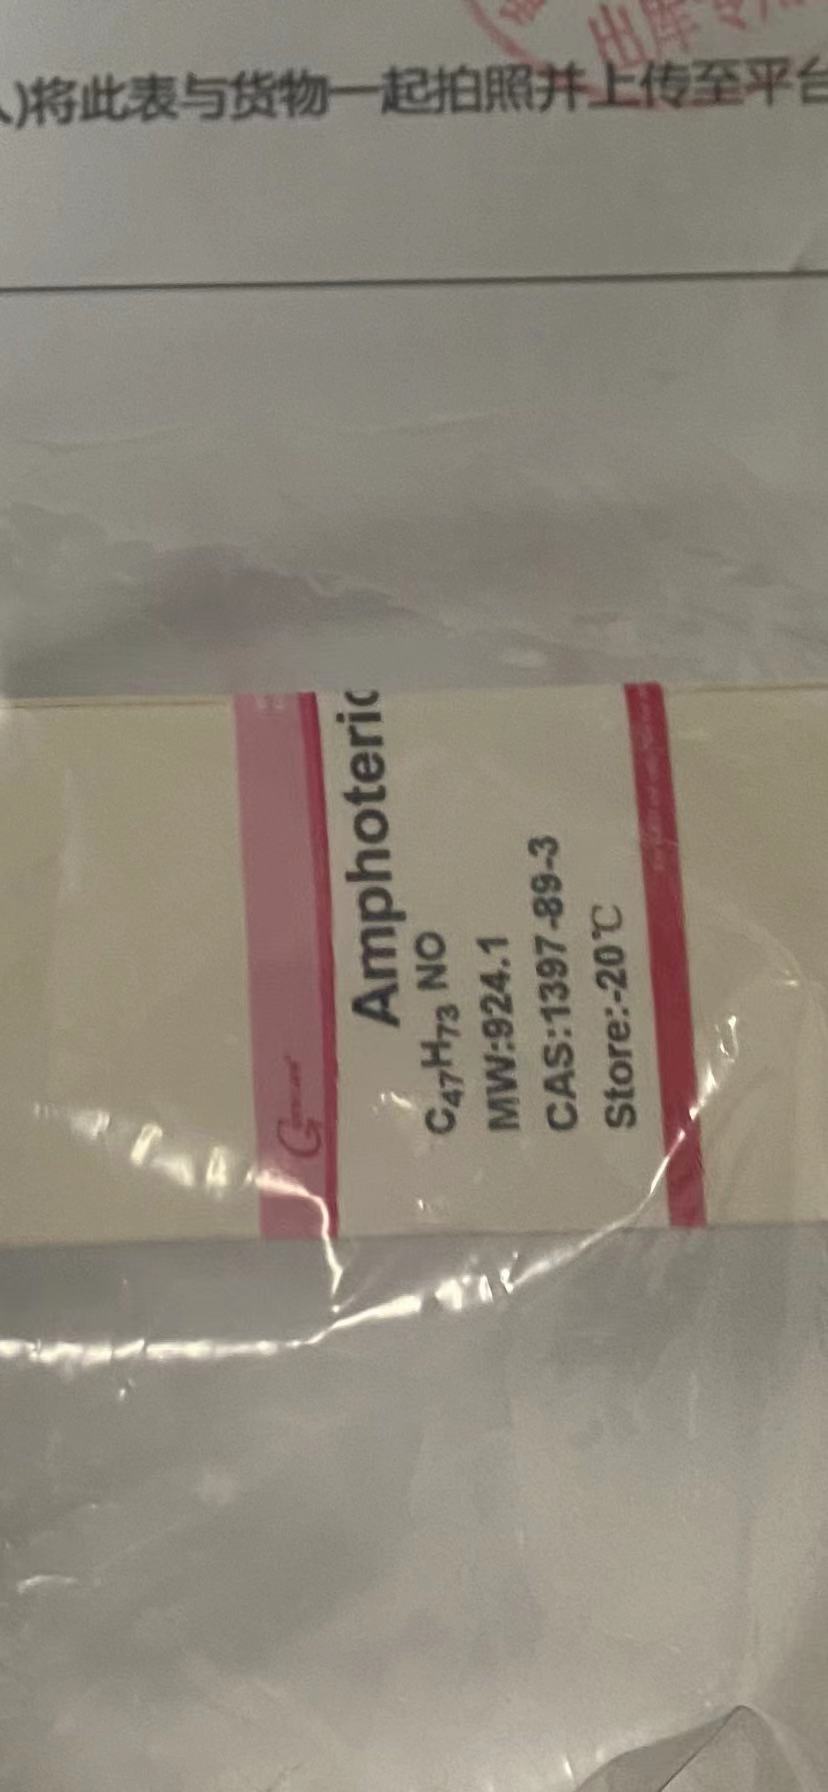 )将此表与货物一起拍照并上传至平台
Amphoteric
C₄₇H₇₃ NO
MW:924.1
CAS:1397-89-3
Store:-20℃